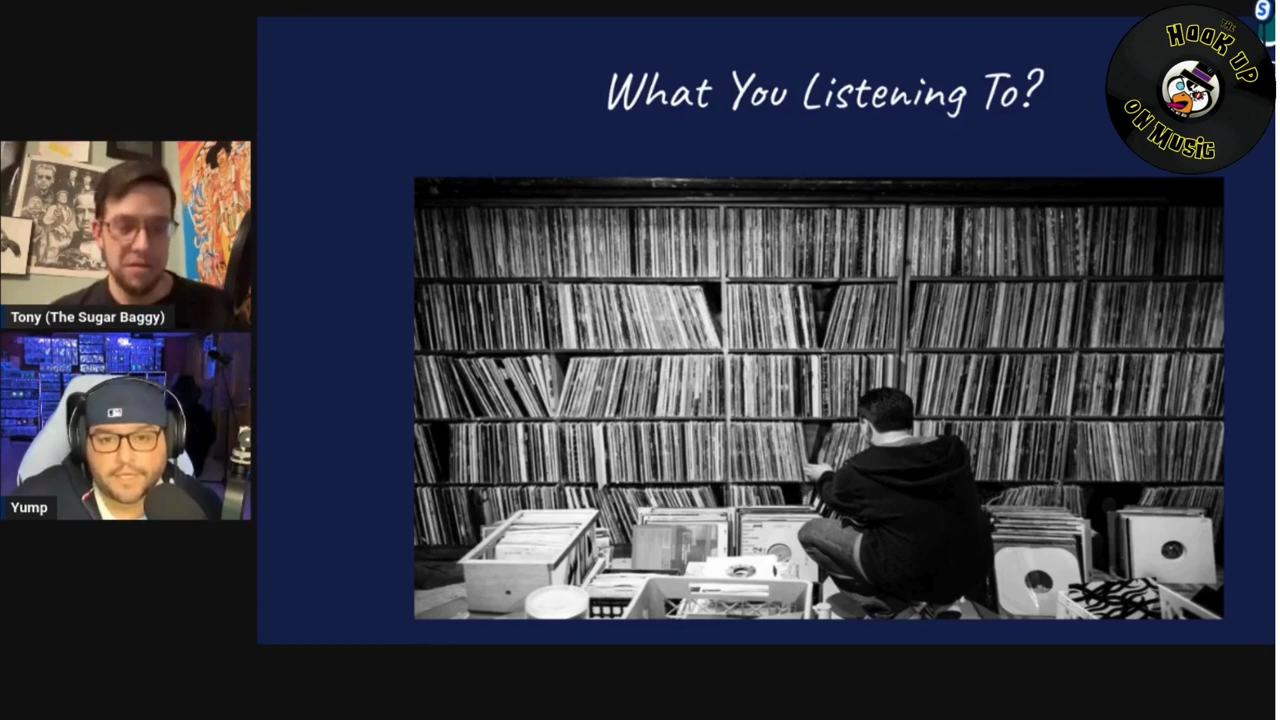 What You Listening To?
THE
HOOK UP
ON MUSIC
S
Tony (The Sugar Baggy)
Yump